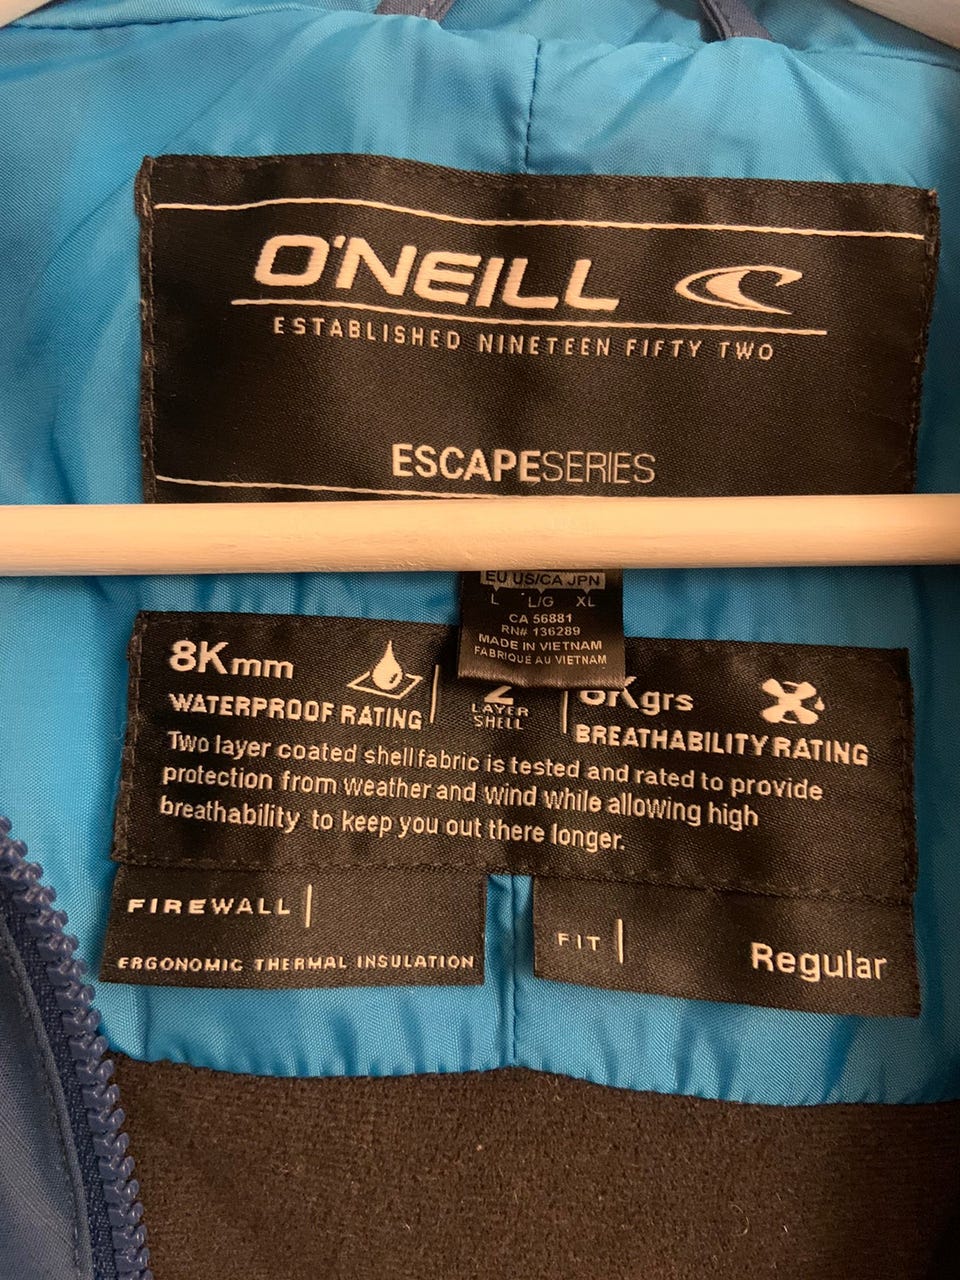 O'NEILL
ESTABLISHED NINETEEN FIFTY TWO
ESCAPESERIES
EU US/CA JPN
L L/G XL
CA 56881
RN# 136289
MADE IN VIETNAM
FABRIQUÉ AU VIETNAM
8Kmm
WATERPROOF RATING
2
LAYER
SHELL
8Kgrs
BREATHABILITY RATING
Two layer coated shell fabric is tested and rated to provide
protection from weather and wind while allowing high
breathability to keep you out there longer.
FIREWALL
ERGONOMIC THERMAL INSULATION
FIT
Regular